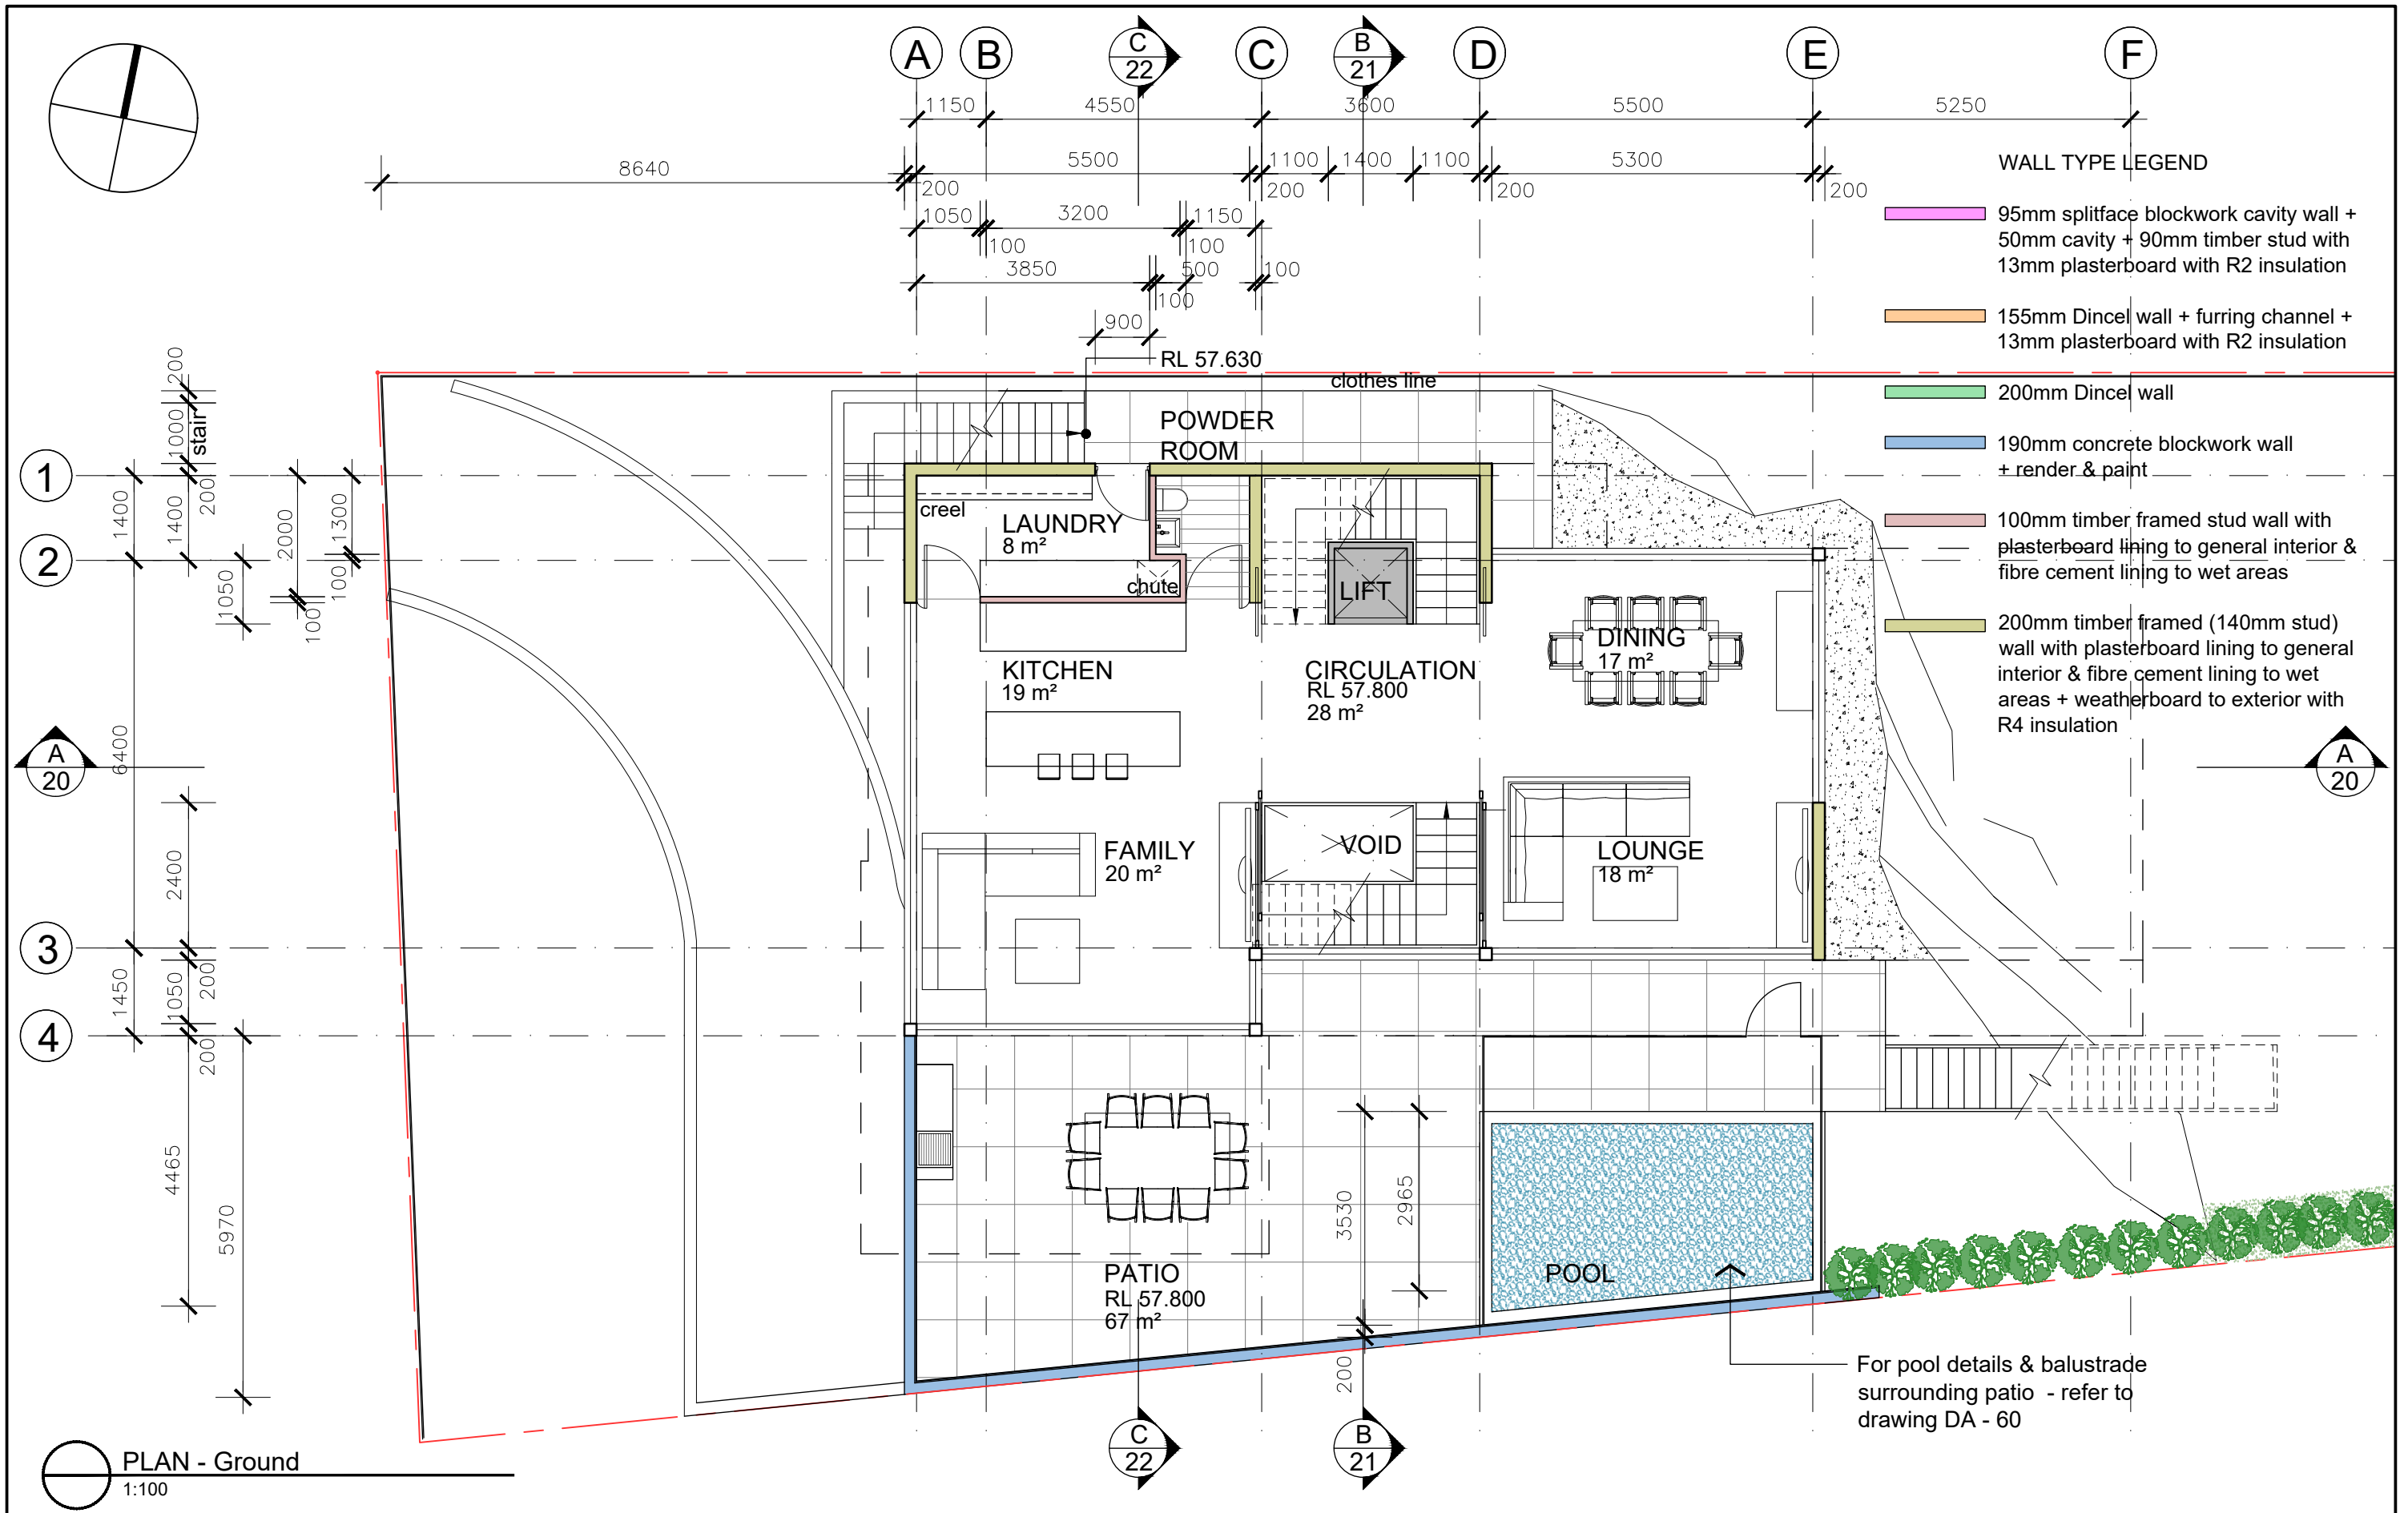 A
B
C
22
C
B
21
D
E
F
1150
4550
3600
5500
5250
8640
5500
1100
1400
1100
5300
200
200
200
200
1050
3200
1150
100
100
3850
500
100
100
900
RL 57.630
WALL TYPE LEGEND
95mm splitface blockwork cavity wall +
50mm cavity + 90mm timber stud with
13mm plasterboard with R2 insulation
155mm Dincel wall + furring channel +
13mm plasterboard with R2 insulation
200mm Dincel wall
190mm concrete blockwork wall
+ render & paint
100mm timber framed stud wall with
plasterboard lining to general interior &
fibre cement lining to wet areas
200mm timber framed (140mm stud)
wall with plasterboard lining to general
interior & fibre cement lining to wet
areas + weatherboard to exterior with
R4 insulation
clothes line
POWDER
ROOM
200
1000
stair
1
1400
1400
200
2000
1300
2
1050
100
100
6400
A
20
2400
3
1450
1050
200
4
200
4465
5970
creel
LAUNDRY
8 m²
chute
LIFT
KITCHEN
19 m²
CIRCULATION
RL 57.800
28 m²
DINING
17 m²
A
20
FAMILY
20 m²
VOID
LOUNGE
18 m²
3530
2965
200
PATIO
RL 57.800
67 m²
POOL
For pool details & balustrade
surrounding patio - refer to
drawing DA - 60
C
22
B
21
PLAN - Ground
1:100